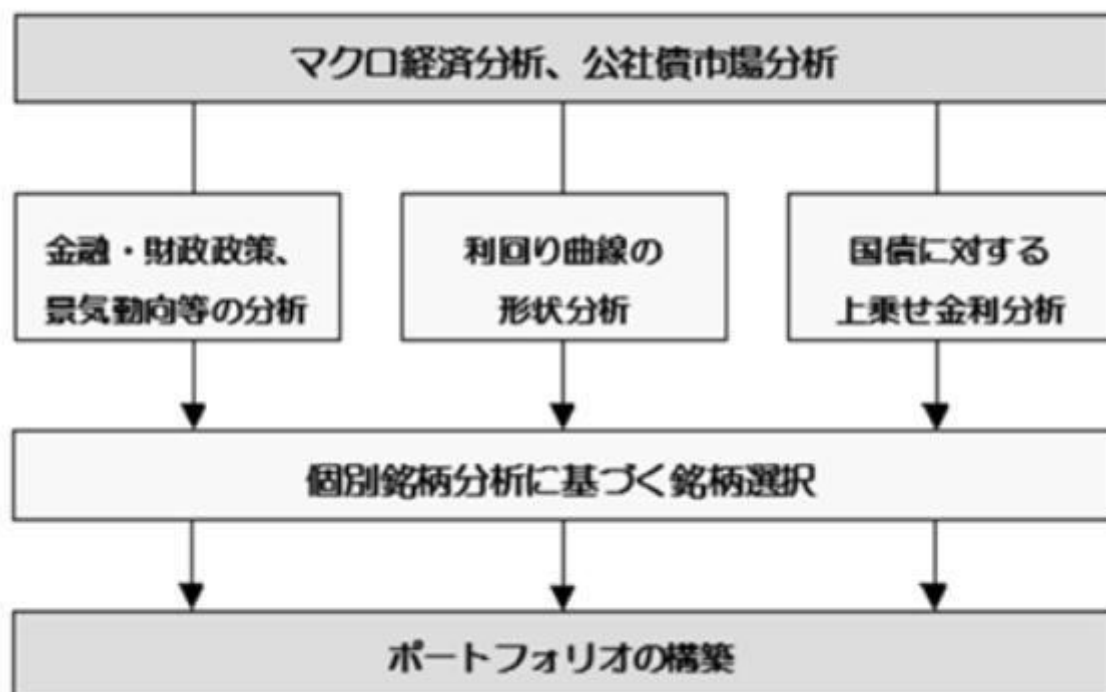 マクロ経済分析、公社債市場分析
金融・財政政策、
景気動向等の分析
利回り曲線の
形状分析
国債に対する
上乗せ金利分析
個別銘柄分析に基づく銘柄選択
ポートフォリオの構築